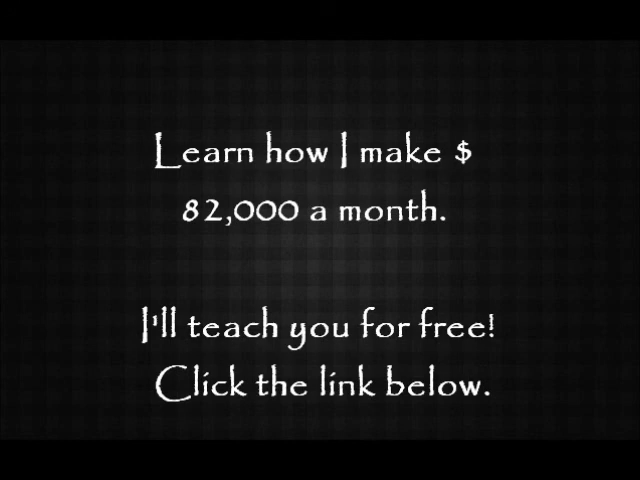 Learn how I make $
82,000 a month.
I'll teach you for free!
Click the link below.